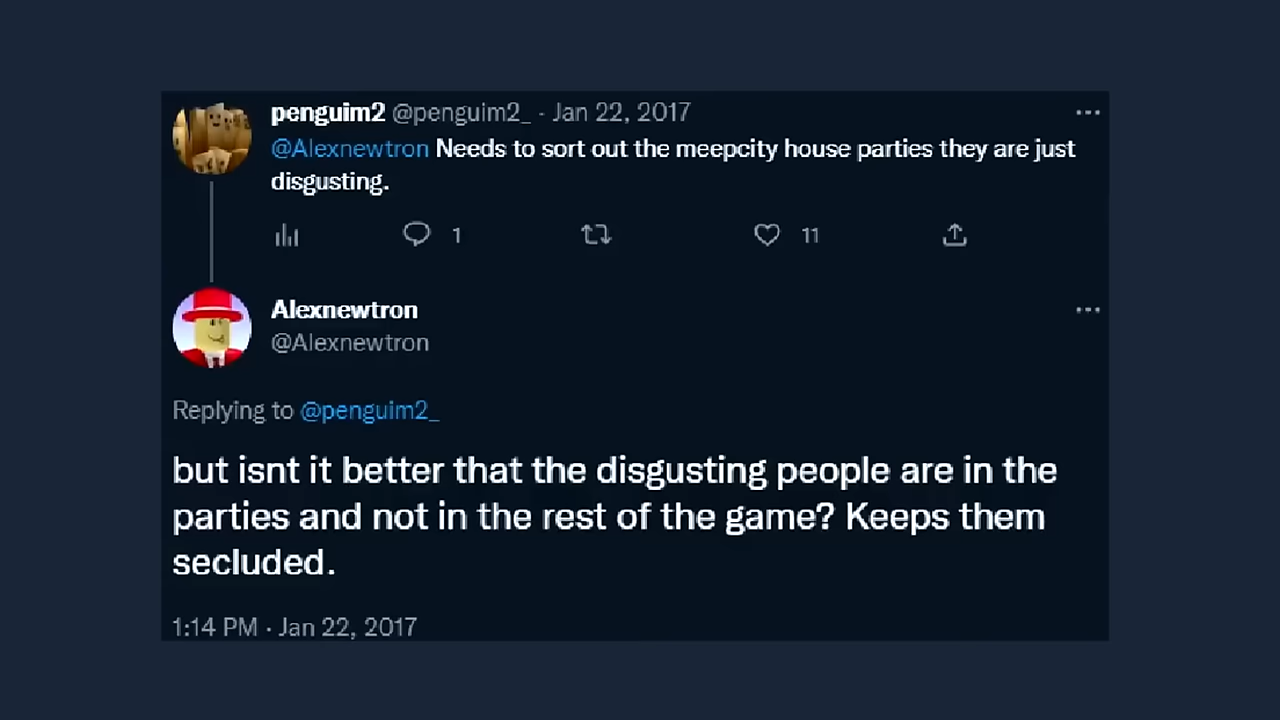 penguim2 @penguim2_ · Jan 22, 2017
@Alexnewtron Needs to sort out the meepcity house parties they are just
disgusting.
1 11
Alexnewtron
@Alexnewtron
Replying to @penguim2_
but isnt it better that the disgusting people are in the
parties and not in the rest of the game? Keeps them
secluded.
1:14 PM · Jan 22, 2017